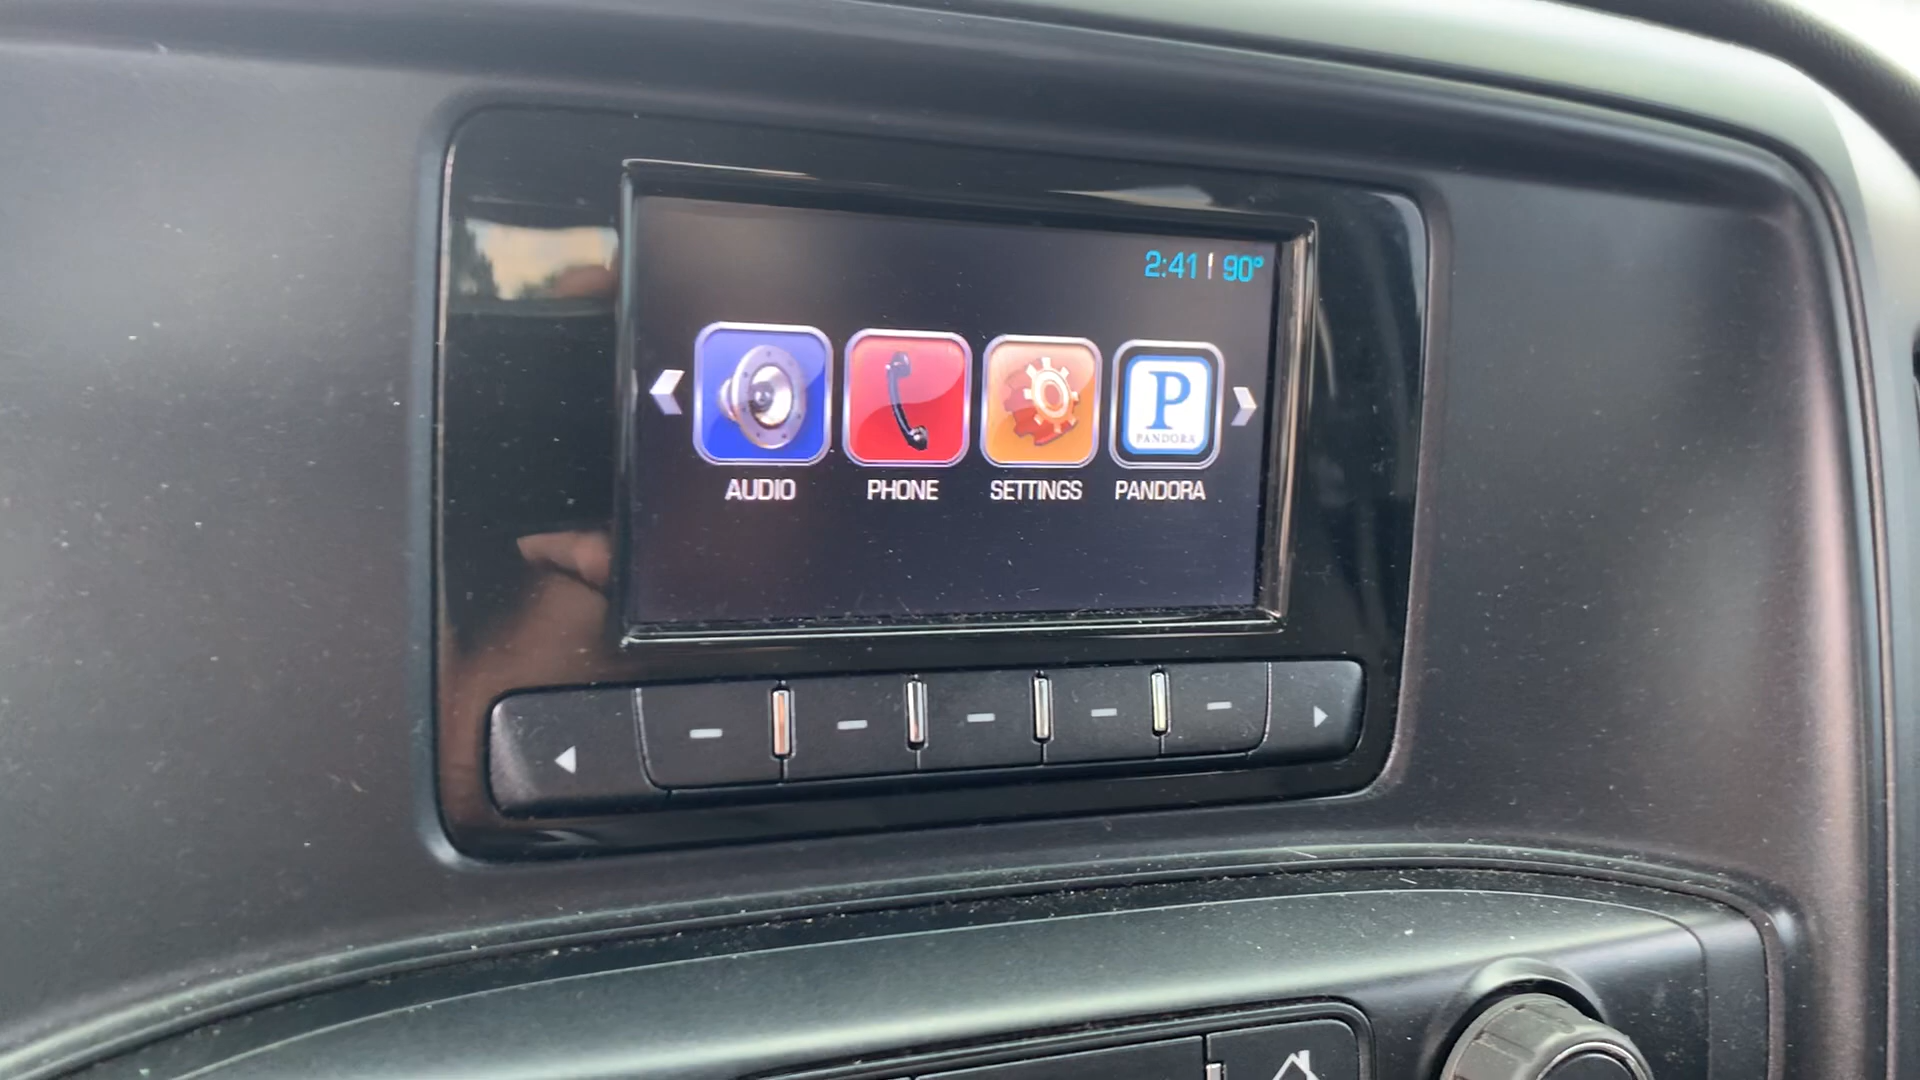 2:41 | 90°
P
PANDORA
AUDIO PHONE SETTINGS PANDORA